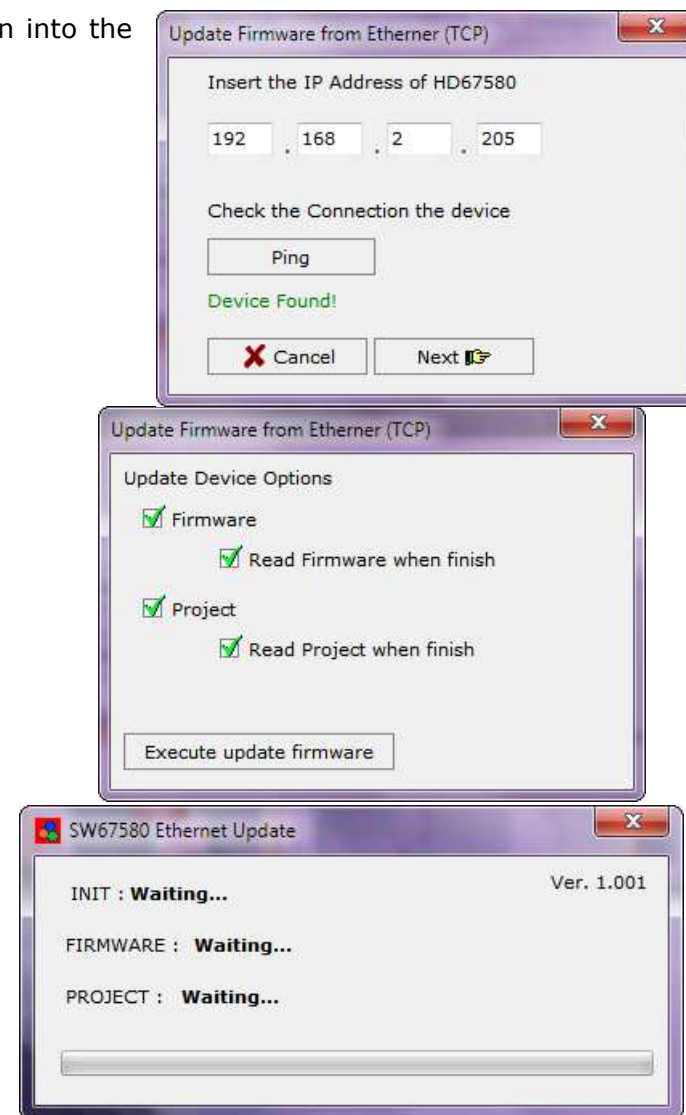 into the
Update Firmware from Etherner (TCP)
Insert the IP Address of HD67580
192 . 168 . 2 . 205
Check the Connection the device
Ping
Device Found!
Cancel Next
Update Firmware from Etherner (TCP)
Update Device Options
Firmware
Read Firmware when finish
Project
Read Project when finish
Execute update firmware
SW67580 Ethernet Update
Ver. 1.001
INIT : Waiting...
FIRMWARE : Waiting...
PROJECT : Waiting...